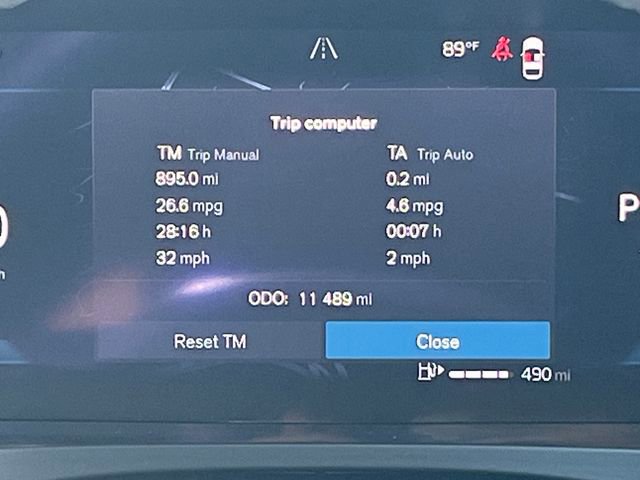 89°F
Trip computer
TM Trip Manual TA Trip Auto
895.0 mi 0.2 mi
26.6 mpg 4.6 mpg
28:16 h 00:07 h
32 mph 2 mph
P
ODO: 11 489 mi
Reset TM Close
490 mi